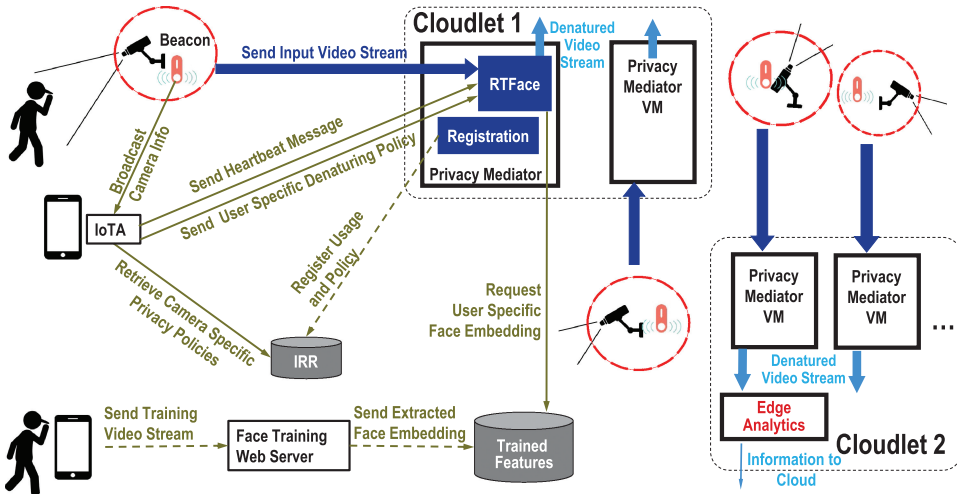 Cloudlet 1
Beacon
Send Input Video Stream
Denatured
Video
Stream
RTFace
Registration
Privacy Mediator
Privacy
Mediator
VM
Broadcast
Camera Info
Send Heartbeat Message
Send User Specific Denaturing Policy
IoTA
Retrieve Camera Specific
Privacy Policies
Register Usage
and Policy
IRR
Request
User Specific
Face Embedding
Send Training
Video Stream
Face Training
Web Server
Send Extracted
Face Embedding
Trained
Features
Privacy
Mediator
VM
Privacy
Mediator
VM
...
Denatured
Video Stream
Edge
Analytics
Cloudlet 2
Information to
Cloud